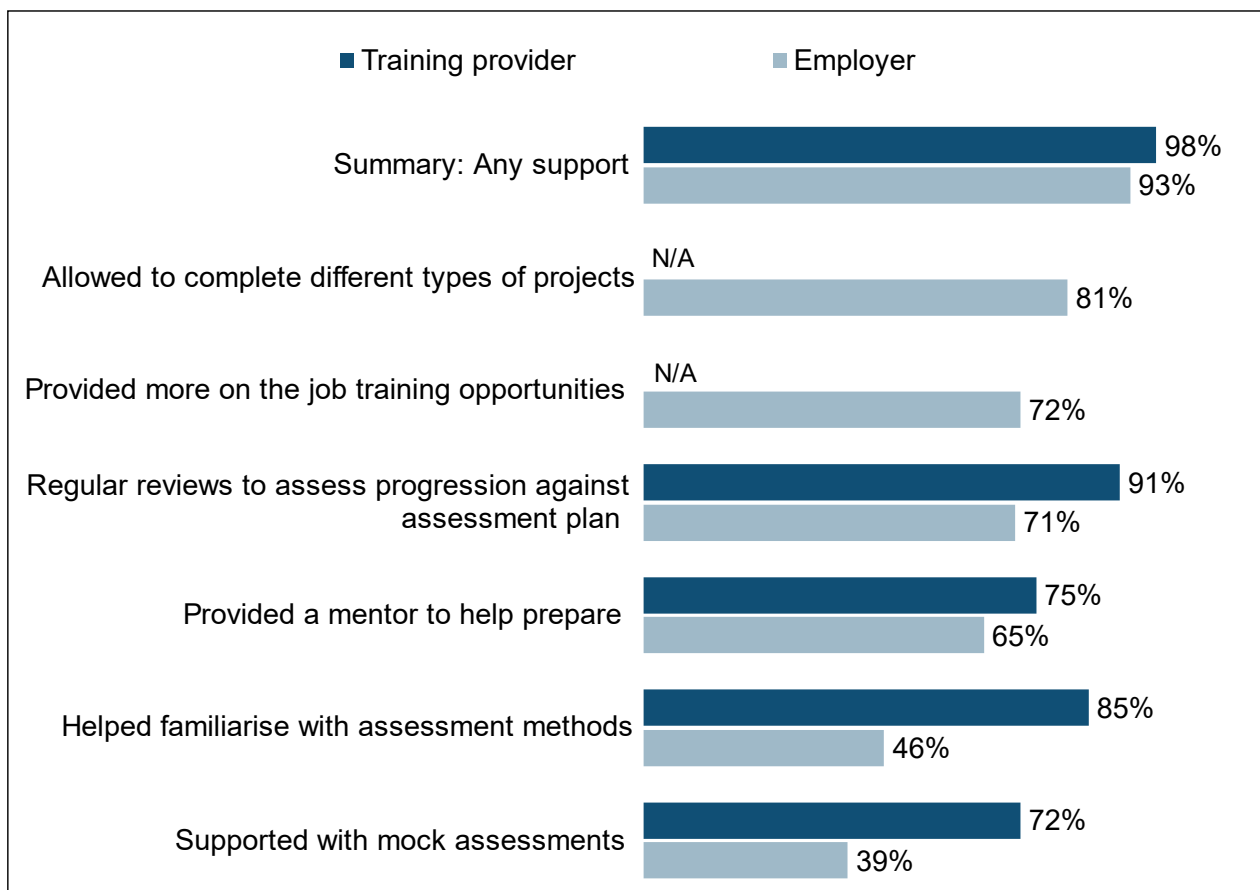 Training provider
Employer
Summary: Any support
98%
93%
Allowed to complete different types of projects
N/A
81%
Provided more on the job training opportunities
N/A
72%
Regular reviews to assess progression against
assessment plan
91%
71%
Provided a mentor to help prepare
75%
65%
Helped familiarise with assessment methods
85%
46%
Supported with mock assessments
72%
39%